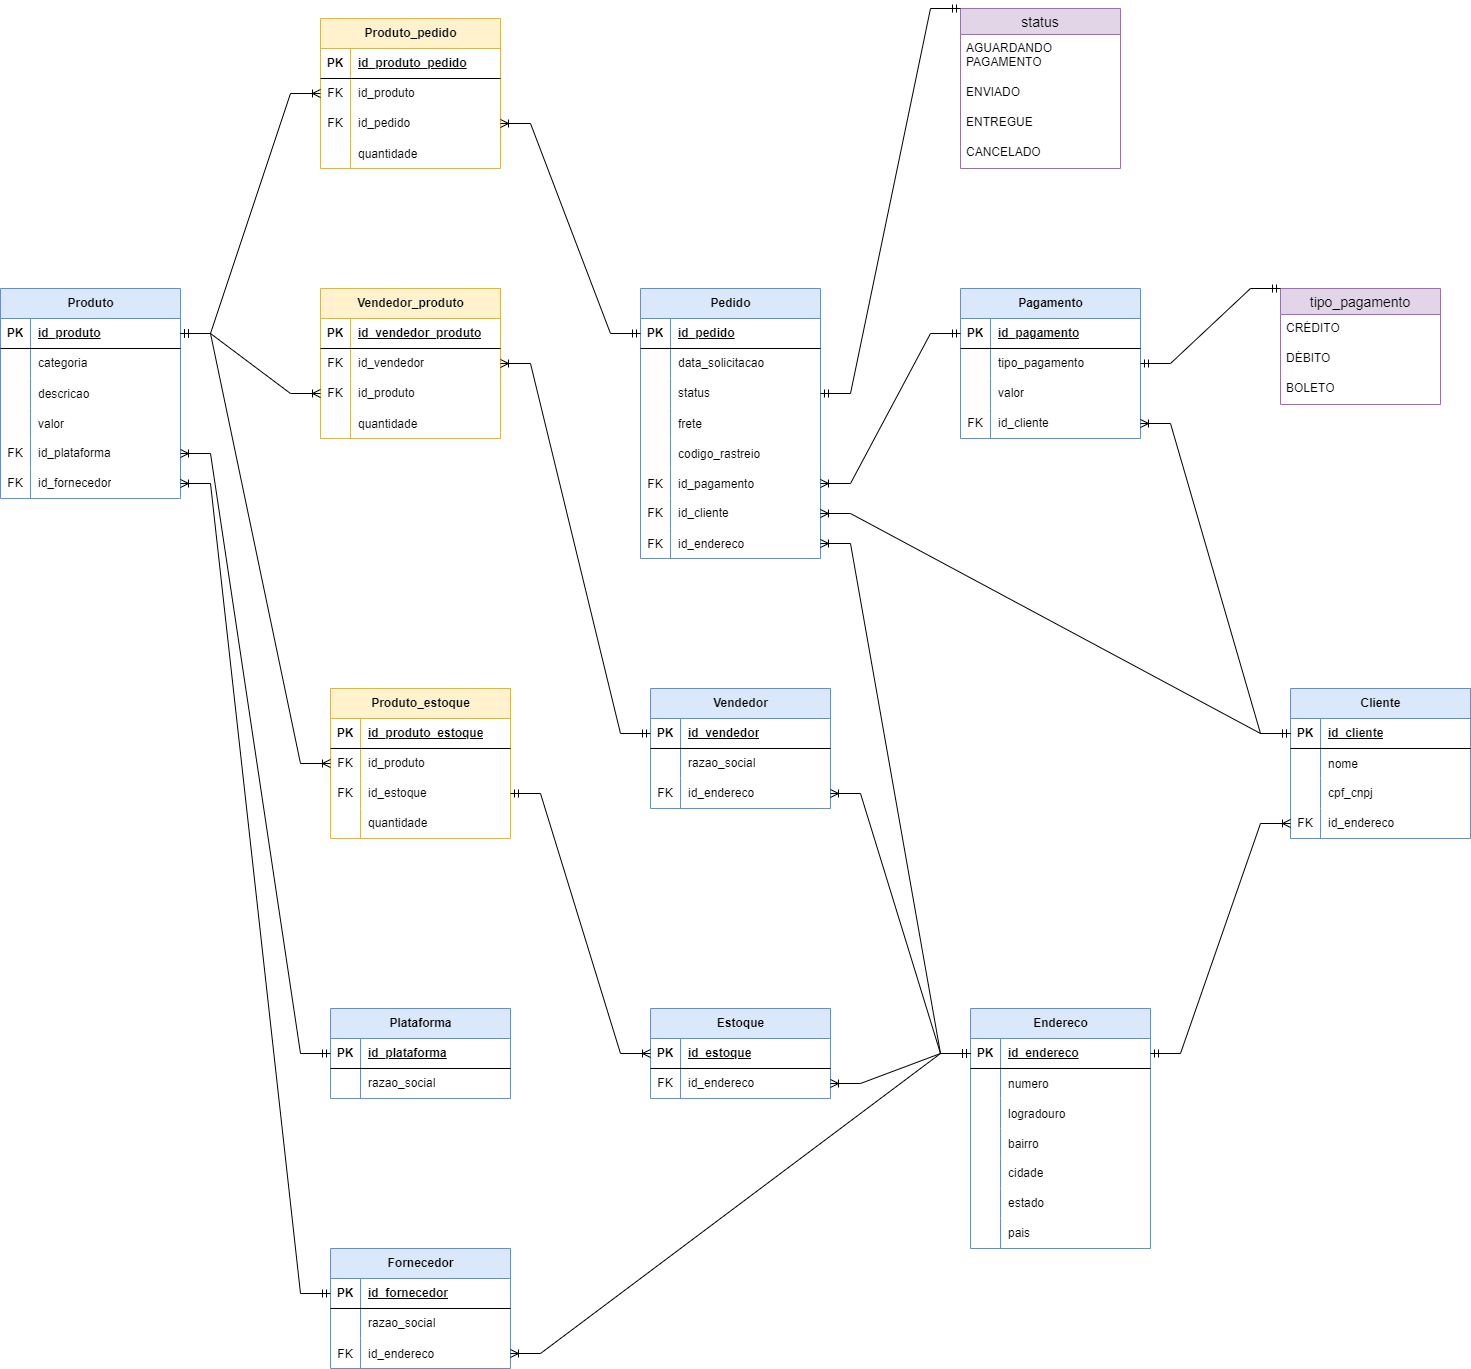 Produto_pedido
PK id_produto_pedido
FK id_produto
FK id_pedido
quantidade
status
AGUARDANDO
PAGAMENTO
ENVIADO
ENTREGUE
CANCELADO
Produto
PK id_produto
categoria
descricao
valor
FK id_plataforma
FK id_fornecedor
Vendedor_produto
PK id_vendedor_produto
FK id_vendedor
FK id_produto
quantidade
Pedido
PK id_pedido
data_solicitacao
status
frete
codigo_rastreio
FK id_pagamento
FK id_cliente
FK id_endereco
Pagamento
PK id_pagamento
tipo_pagamento
valor
FK id_cliente
tipo_pagamento
CRÉDITO
DÉBITO
BOLETO
Produto_estoque
PK id_produto_estoque
FK id_produto
FK id_estoque
quantidade
Vendedor
PK id_vendedor
razao_social
FK id_endereco
Cliente
PK id_cliente
nome
cpf_cnpj
FK id_endereco
Plataforma
PK id_plataforma
razao_social
Estoque
PK id_estoque
FK id_endereco
Endereco
PK id_endereco
numero
logradouro
bairro
cidade
estado
pais
Fornecedor
PK id_fornecedor
razao_social
FK id_endereco